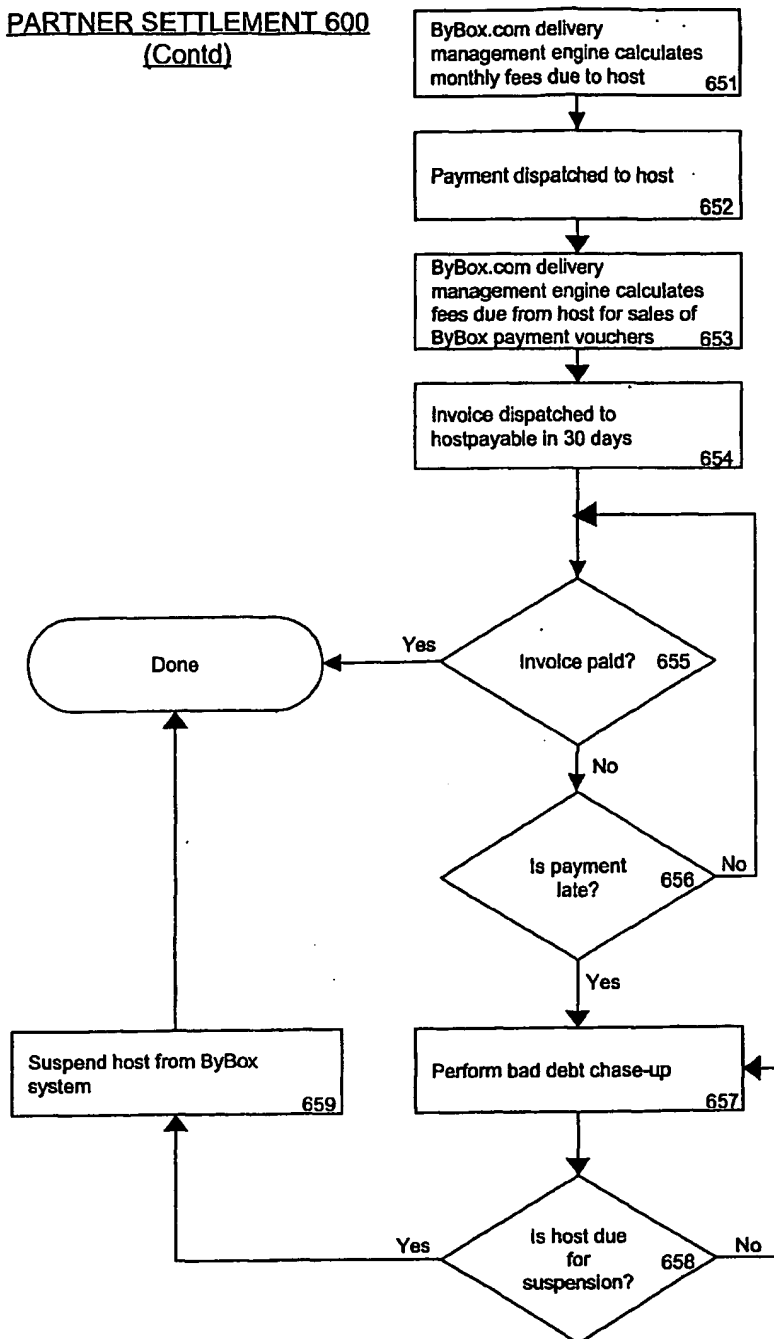 PARTNER SETTLEMENT 600
(Contd)
ByBox.com delivery
management engine calculates
monthly fees due to host
651
Payment dispatched to host
652
ByBox.com delivery
management engine calculates
fees due from host for sales of
ByBox payment vouchers 653
Invoice dispatched to
hostpayable in 30 days
654
Invoice paid? 655
Yes
Done
No
Is payment
late?
656
No
Yes
Perform bad debt chase-up
657
Suspend host from ByBox
system
659
Is host due
for
suspension?
658
Yes
No